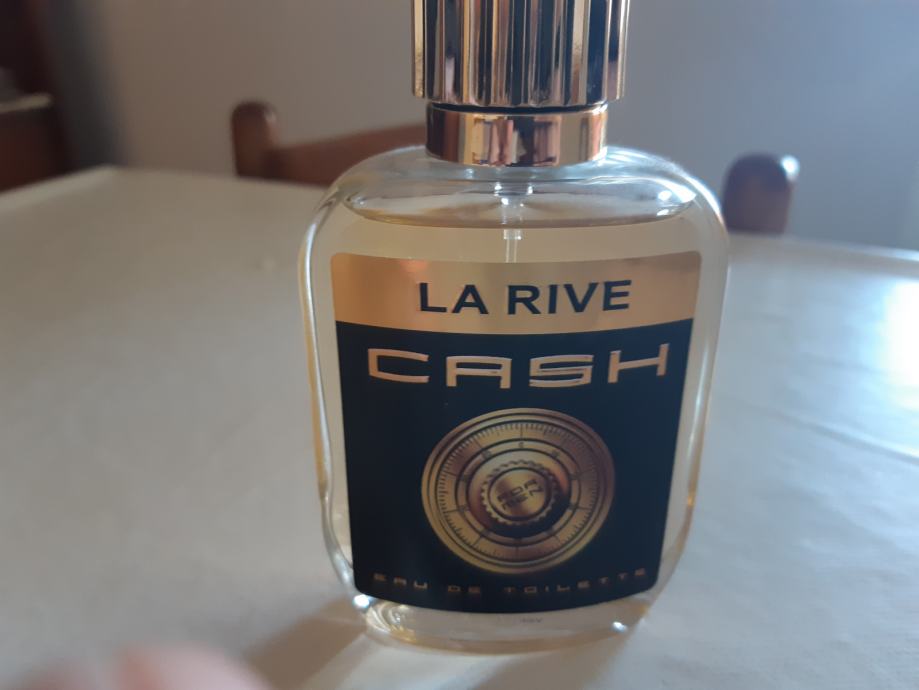 LA RIVE
CASH
FOR
MEN
EAU DE TOILETTE